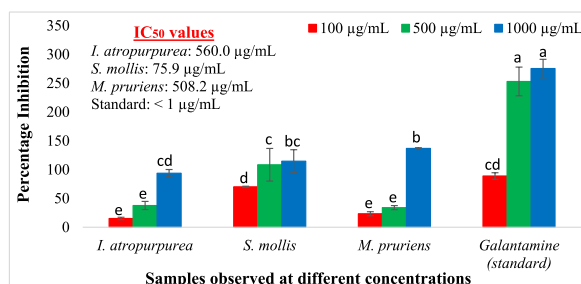 350
300
250
200
150
100
50
0
Percentage Inhibition
IC50 values
I. atropurpurea: 560.0 µg/mL
S. mollis: 75.9 µg/mL
M. pruriens: 508.2 µg/mL
Standard: < 1 µg/mL
100 µg/mL 500 µg/mL 1000 µg/mL
e e cd
d c bc
e e b
cd a a
I. atropurpurea S. mollis M. pruriens Galantamine
(standard)
Samples observed at different concentrations